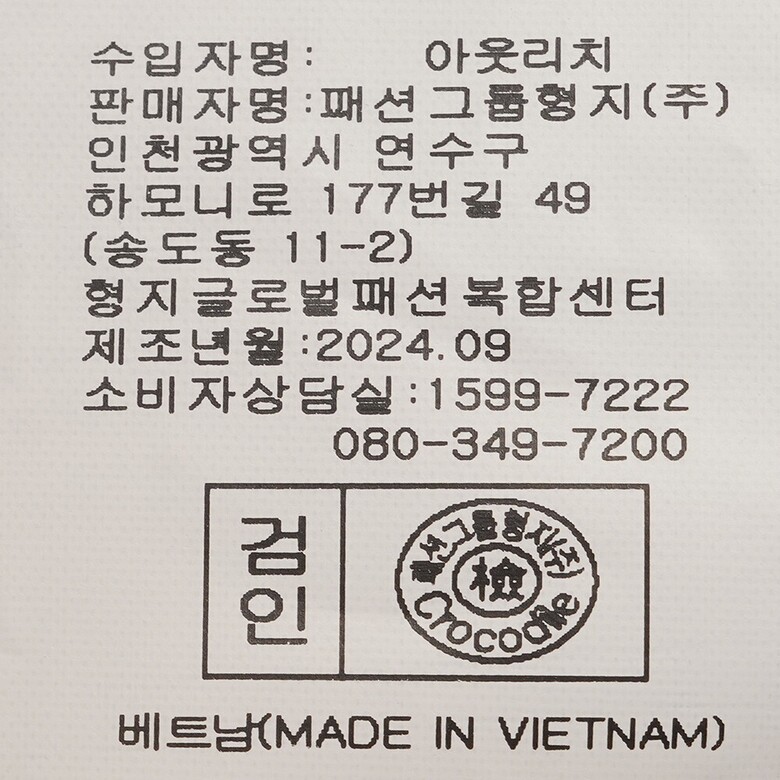 수입자명: 아웃리치
판매자명:패션그룹형지(주)
인천광역시 연수구
하모니로 177번길 49
(송도동 11-2)
형지글로벌패션복합센터
제조년월:2024.09
소비자상담실:1599-7222
080-349-7200
검인
패션그룹형지(주)
檢
Crocodile
베트남(MADE IN VIETNAM)